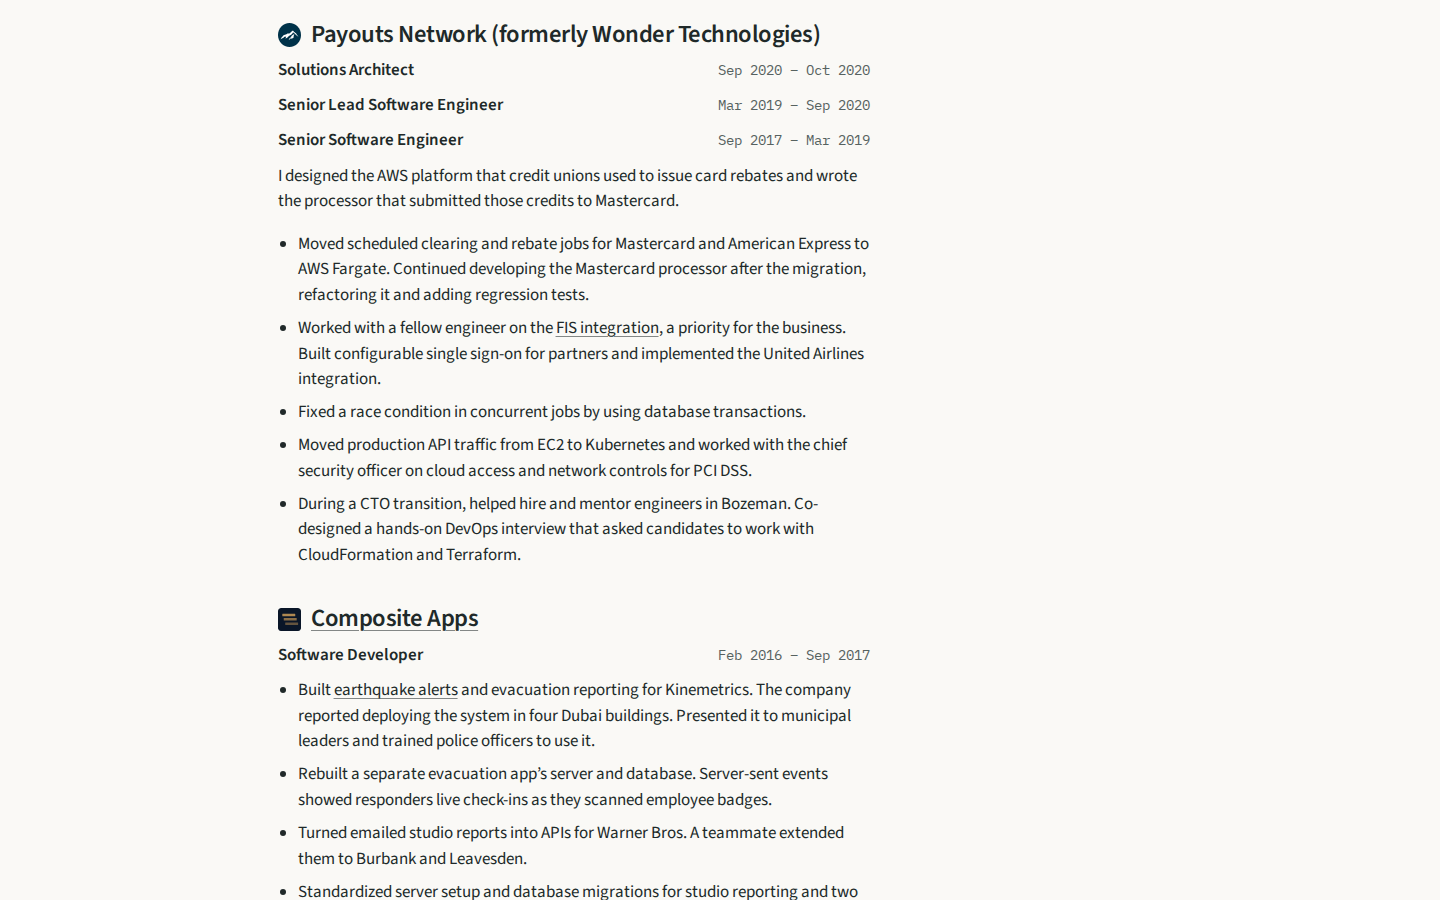 Payouts Network (formerly Wonder Technologies)
Solutions Architect Sep 2020 – Oct 2020
Senior Lead Software Engineer Mar 2019 – Sep 2020
Senior Software Engineer Sep 2017 – Mar 2019
I designed the AWS platform that credit unions used to issue card rebates and wrote
the processor that submitted those credits to Mastercard.
• Moved scheduled clearing and rebate jobs for Mastercard and American Express to
AWS Fargate. Continued developing the Mastercard processor after the migration,
refactoring it and adding regression tests.
• Worked with a fellow engineer on the FIS integration, a priority for the business.
Built configurable single sign-on for partners and implemented the United Airlines
integration.
• Fixed a race condition in concurrent jobs by using database transactions.
• Moved production API traffic from EC2 to Kubernetes and worked with the chief
security officer on cloud access and network controls for PCI DSS.
• During a CTO transition, helped hire and mentor engineers in Bozeman. Co-
designed a hands-on DevOps interview that asked candidates to work with
CloudFormation and Terraform.
Composite Apps
Software Developer Feb 2016 – Sep 2017
• Built earthquake alerts and evacuation reporting for Kinemetrics. The company
reported deploying the system in four Dubai buildings. Presented it to municipal
leaders and trained police officers to use it.
• Rebuilt a separate evacuation app’s server and database. Server-sent events
showed responders live check-ins as they scanned employee badges.
• Turned emailed studio reports into APIs for Warner Bros. A teammate extended
them to Burbank and Leavesden.
• Standardized server setup and database migrations for studio reporting and two